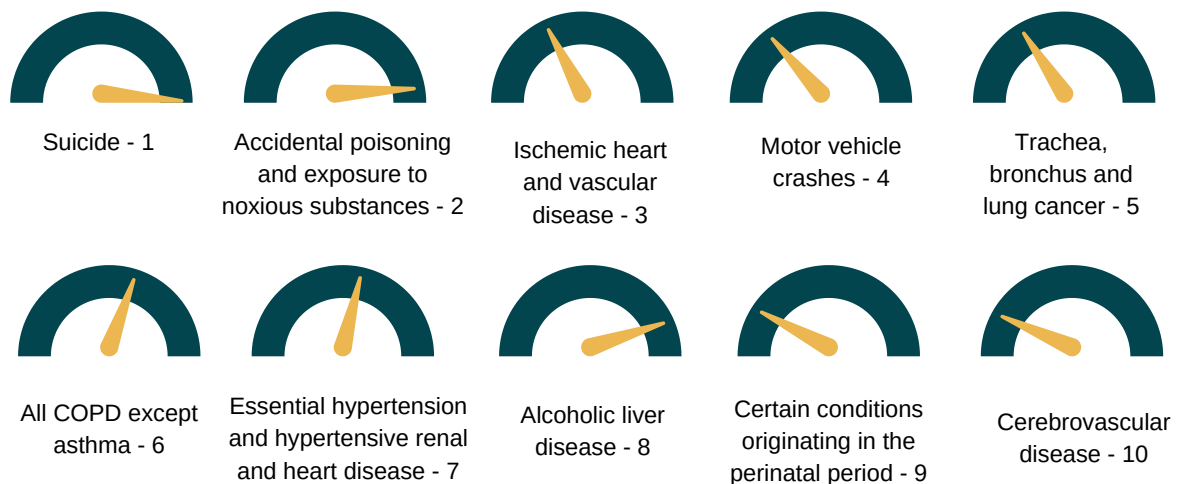 Suicide - 1
Accidental poisoning
and exposure to
noxious substances - 2
Ischemic heart
and vascular
disease - 3
Motor vehicle
crashes - 4
Trachea,
bronchus and
lung cancer - 5
All COPD except
asthma - 6
Essential hypertension
and hypertensive renal
and heart disease - 7
Alcoholic liver
disease - 8
Certain conditions
originating in the
perinatal period - 9
Cerebrovascular
disease - 10